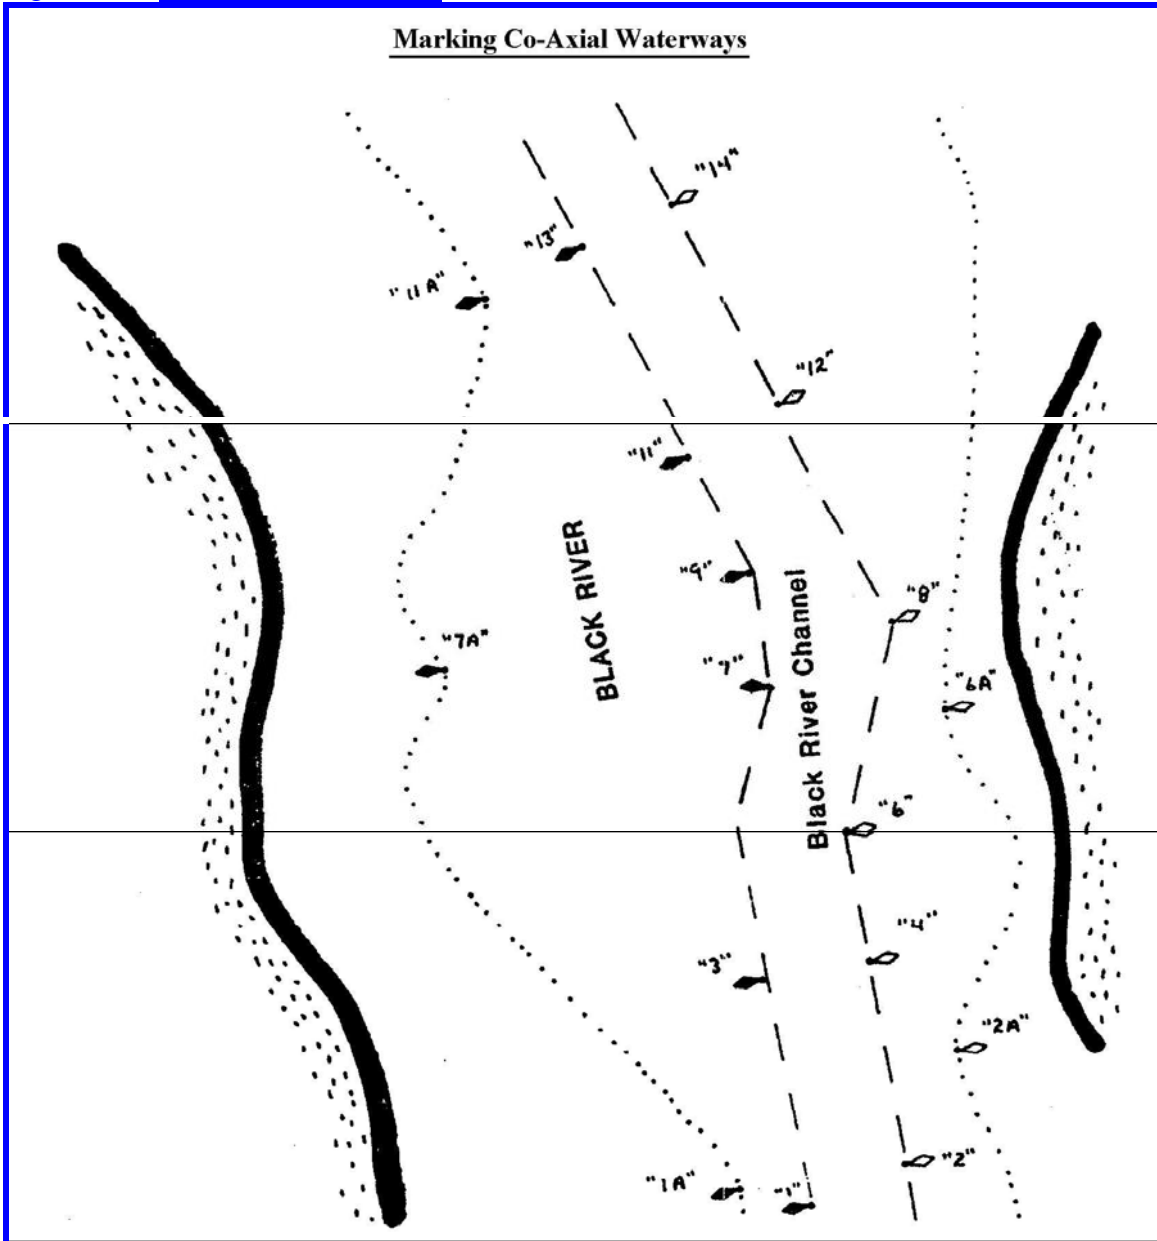 Marking Co-Axial Waterways
"14"
"13"
"11A"
"12"
"11"
"9"
"8"
"7A"
"7"
"6A"
BLACK RIVER
Black River Channel
"6"
"4"
"3"
"2A"
"2"
"1A"
"1"